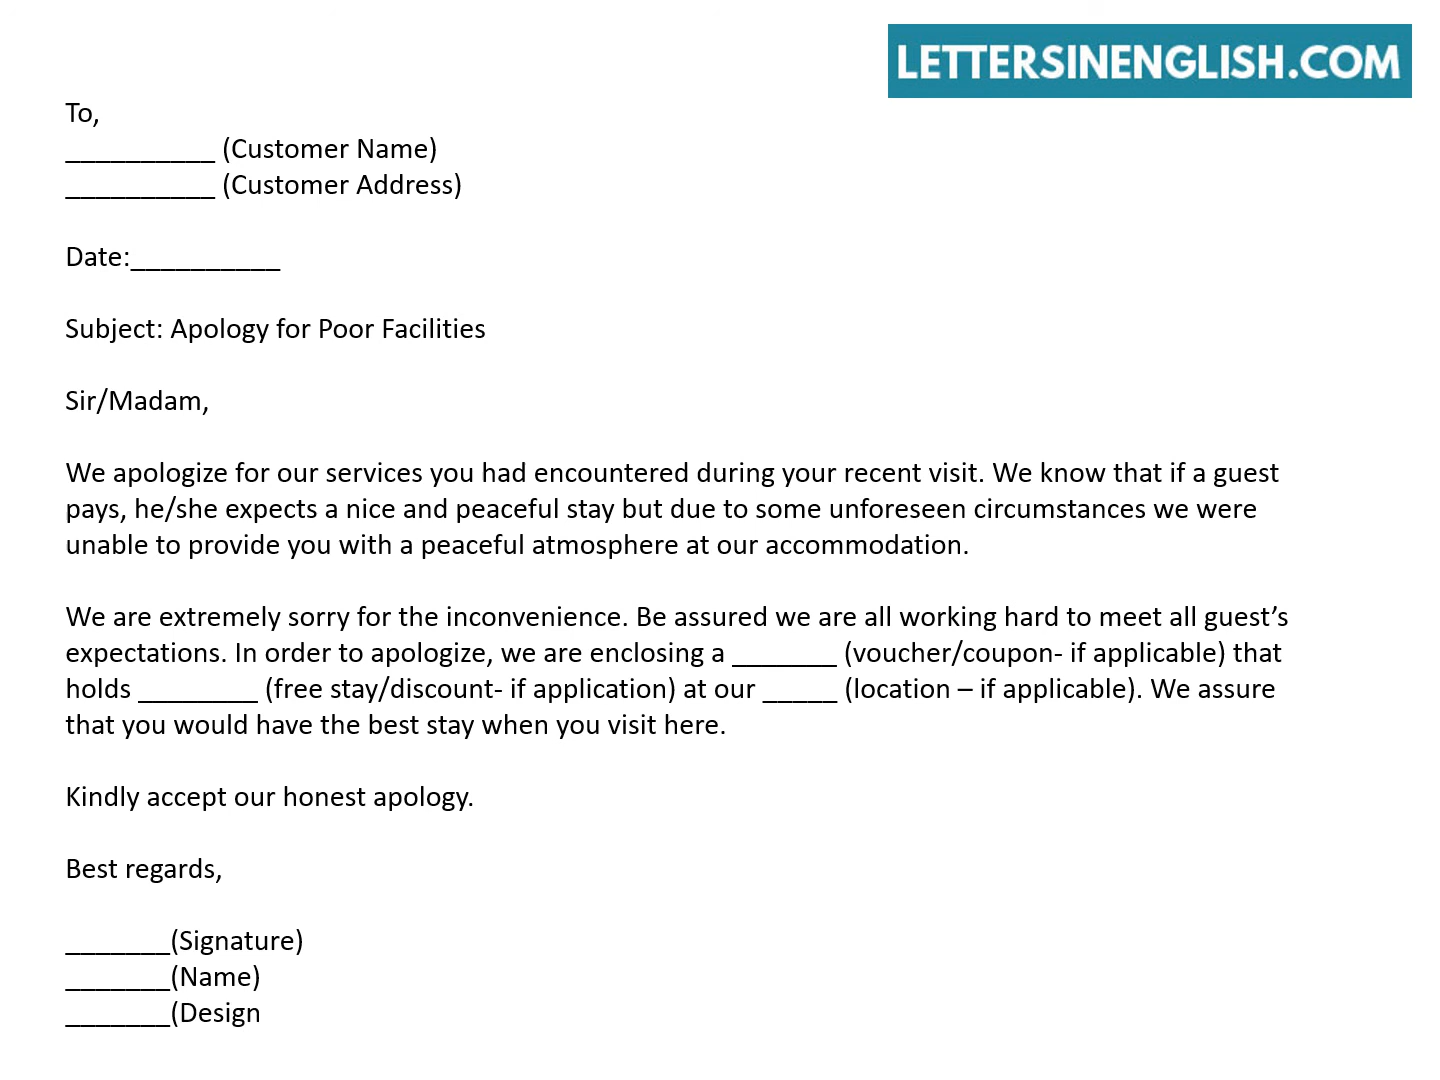 LETTERSINENGLISH.COM
To,
__________ (Customer Name)
__________ (Customer Address)
Date:__________
Subject: Apology for Poor Facilities
Sir/Madam,
We apologize for our services you had encountered during your recent visit. We know that if a guest
pays, he/she expects a nice and peaceful stay but due to some unforeseen circumstances we were
unable to provide you with a peaceful atmosphere at our accommodation.
We are extremely sorry for the inconvenience. Be assured we are all working hard to meet all guest’s
expectations. In order to apologize, we are enclosing a _______ (voucher/coupon- if applicable) that
holds ________ (free stay/discount- if application) at our _____ (location – if applicable). We assure
that you would have the best stay when you visit here.
Kindly accept our honest apology.
Best regards,
_______(Signature)
_______(Name)
_______(Design